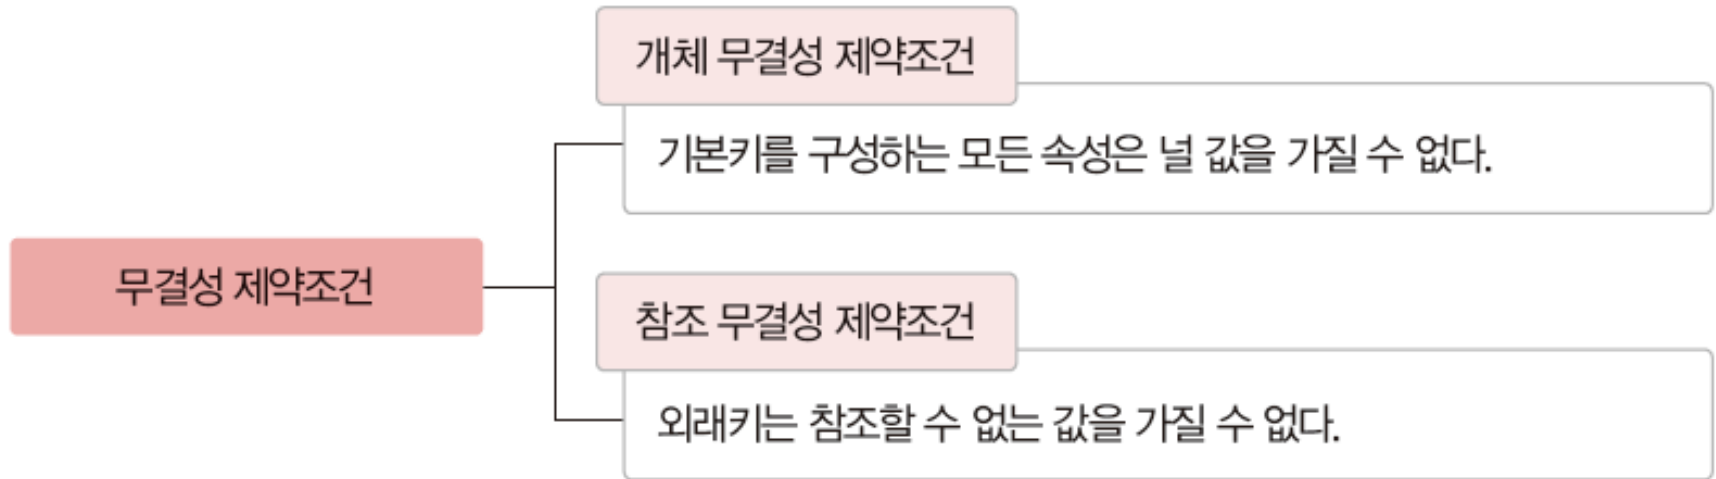 개체 무결성 제약조건
기본키를 구성하는 모든 속성은 널 값을 가질 수 없다.
무결성 제약조건
참조 무결성 제약조건
외래키는 참조할 수 없는 값을 가질 수 없다.